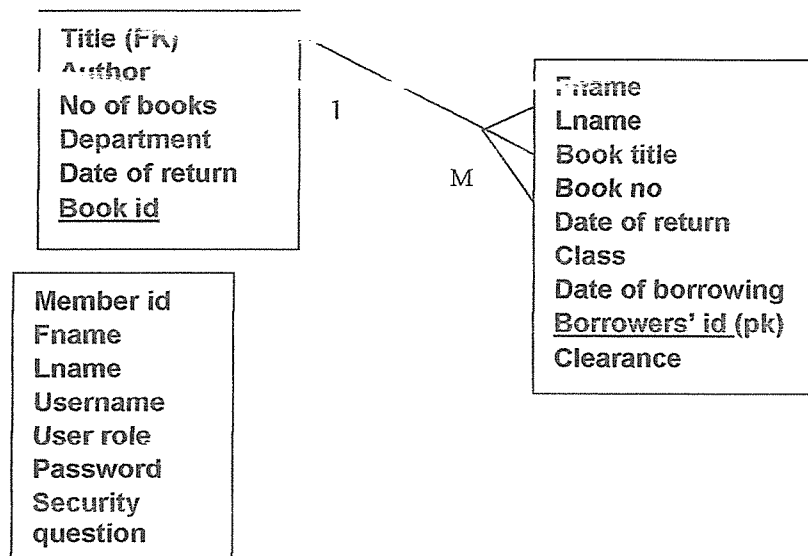 Title (PK)
Author
No of books
Department
Date of return
Book id
1
M
Fname
Lname
Book title
Book no
Date of return
Class
Date of borrowing
Borrowers' id (pk)
Clearance
Member id
Fname
Lname
Username
User role
Password
Security
question